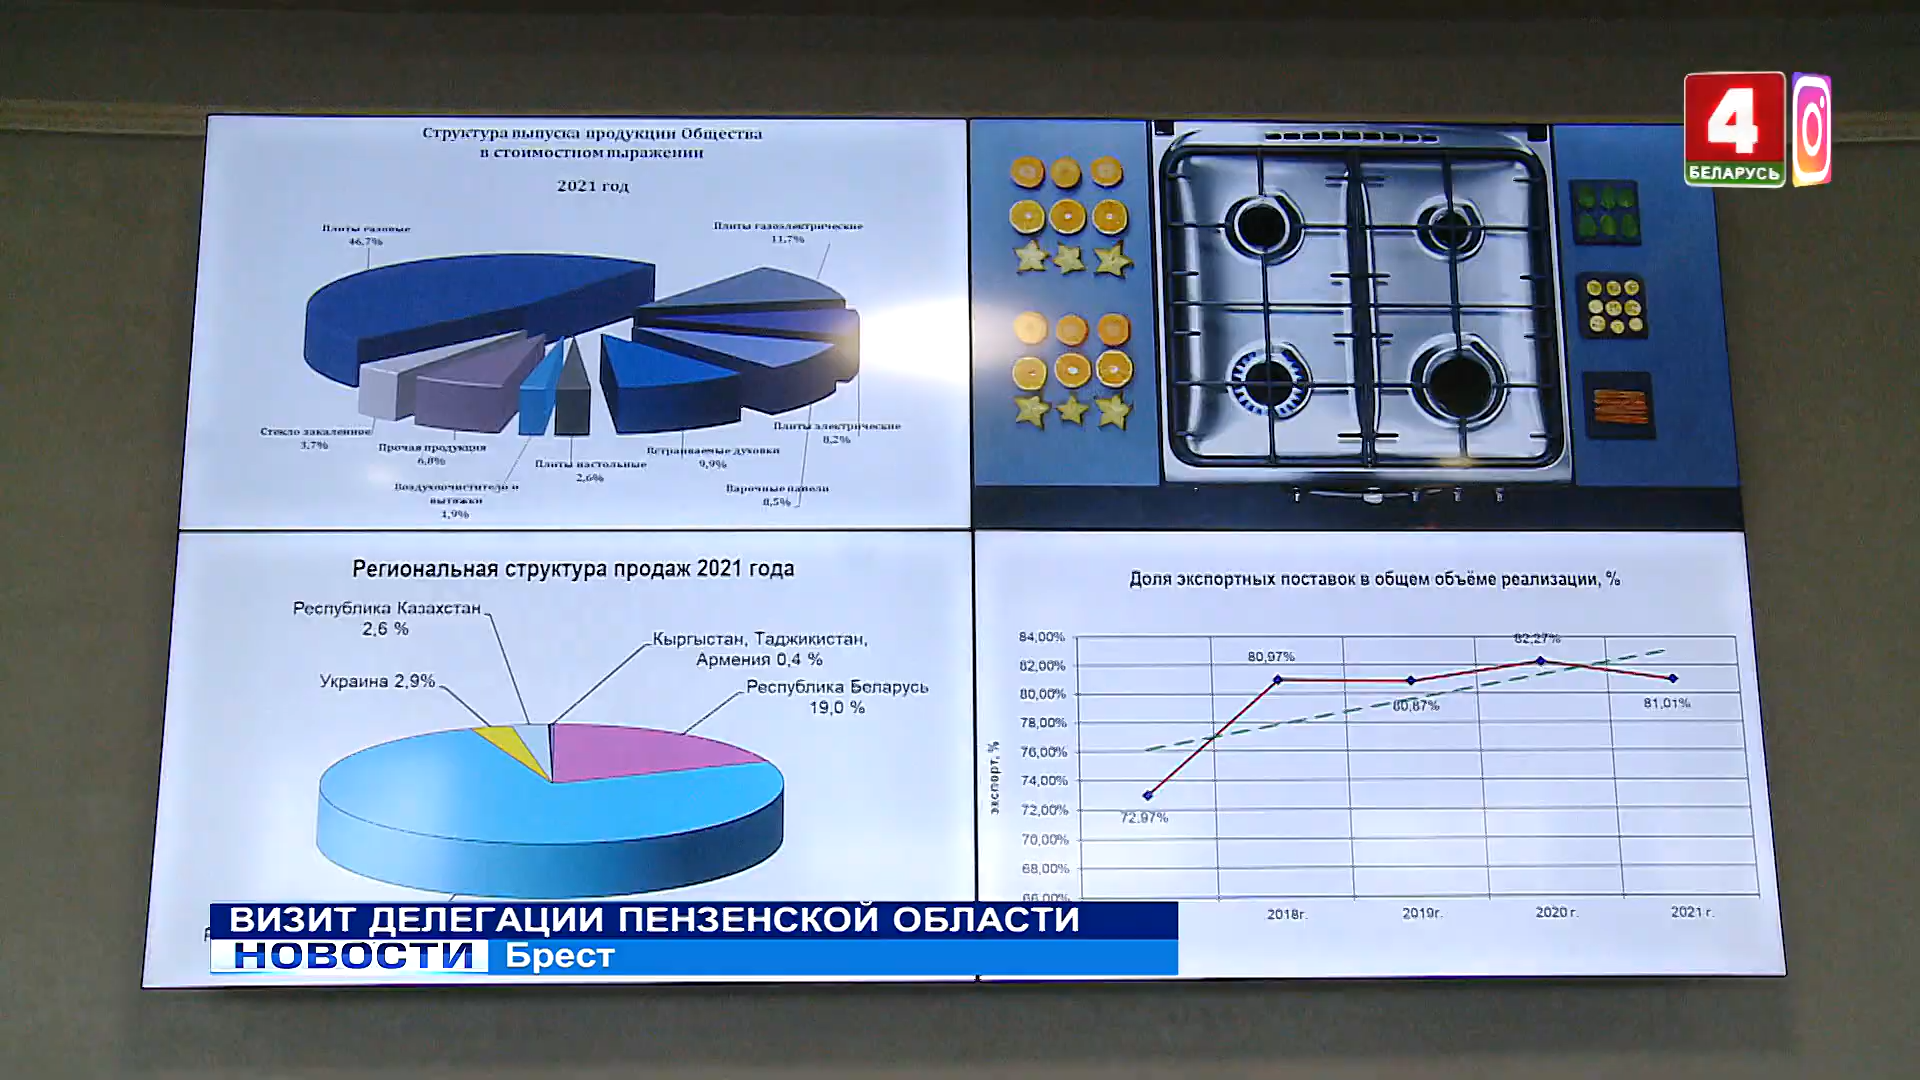 4
БЕЛАРУСЬ
Структура выпуска продукции Общества
в стоимостном выражении
2021 год
Плиты газовые
46,7%
Плиты газоэлектрические
11,7%
Стекло закаленное
3,7%
Прочая продукция
6,8%
Воздухоочистители и
вытяжки
1,9%
Плиты настольные
2,6%
Встраиваемые духовки
9,9%
Варочные панели
8,5%
Плиты электрические
8,2%
Региональная структура продаж 2021 года
Республика Казахстан
2,6 %
Кыргыстан, Таджикистан,
Армения 0,4 %
Украина 2,9%
Республика Беларусь
19,0 %
Доля экспортных поставок в общем объёме реализации, %
экспорт, %
84,00%
82,00%
80,00%
78,00%
76,00%
74,00%
72,00%
70,00%
68,00%
66,00%
72,97%
80,97%
80,87%
82,27%
81,01%
2018г.
2019г.
2020 г.
2021 г.
ВИЗИТ ДЕЛЕГАЦИИ ПЕНЗЕНСКОЙ ОБЛАСТИ
НОВОСТИ Брест